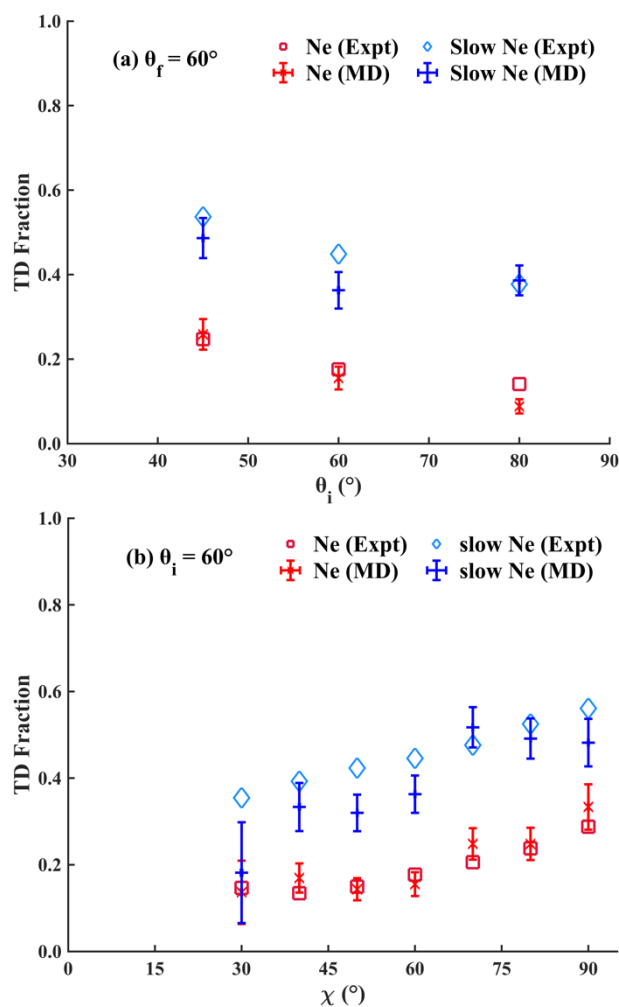 1.0
(a) θf = 60°
Ne (Expt) Slow Ne (Expt)
Ne (MD) Slow Ne (MD)
0.8
0.6
0.4
0.2
0.0
TD Fraction
30 40 50 60 70 80 90
θi (°)
1.0
(b) θi = 60°
Ne (Expt) slow Ne (Expt)
Ne (MD) slow Ne (MD)
0.8
0.6
0.4
0.2
0.0
TD Fraction
0 15 30 45 60 75 90
χ (°)